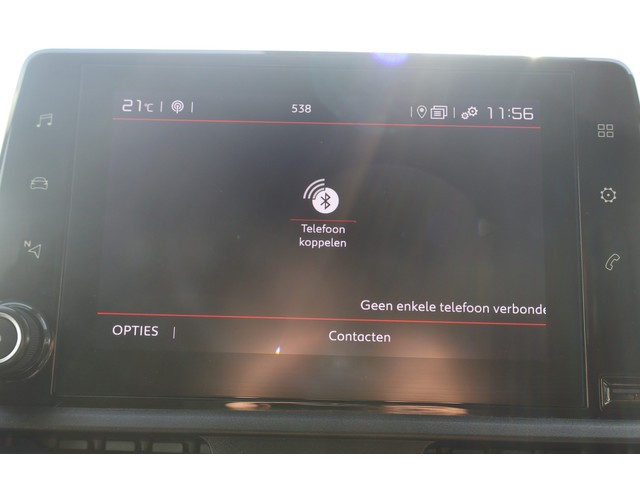 21°C
538
11:56
N
Telefoon
koppelen
Geen enkele telefoon verbonde
OPTIES
Contacten